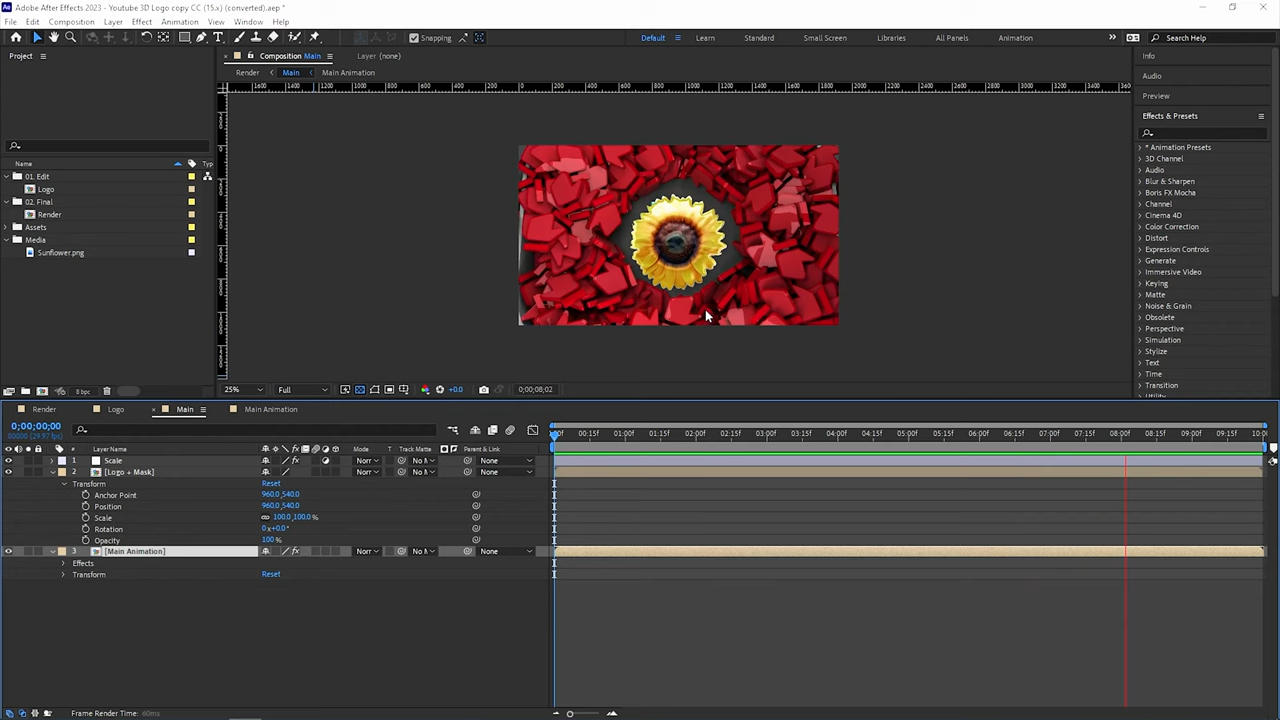 Adobe After Effects 2023 - Youtube 3D Logo copy CC (15.x) (converted).aep *
File Edit Composition Layer Effect Animation View Window Help
Snapping
Default Learn Standard Small Screen Libraries All Panels Animation Search Help
Project
Composition Main Layer (none)
Render Main Main Animation
Info
Audio
Preview
Effects & Presets
Name Typ
01. Edit
Logo
02. Final
Render
Assets
Media
Sunflower.png
* Animation Presets
3D Channel
Audio
Blur & Sharpen
Boris FX Mocha
Channel
Cinema 4D
Color Correction
Distort
Expression Controls
Generate
Immersive Video
Keying
Matte
Noise & Grain
Obsolete
Perspective
Simulation
Stylize
Text
Time
Transition
8 bpc
25% Full +0.0 0;00;08;02
Render Logo Main Main Animation
0;00;00;00
00000 (29.97 fps)
00:15f 01:00f 01:15f 02:00f 02:15f 03:00f 03:15f 04:00f 04:15f 05:00f 05:15f 06:00f 06:15f 07:00f 07:15f 08:00f 08:15f 09:00f 09:15f
# Layer Name Mode T Track Matte Parent & Link
1 Scale Norr No M None
2 [Logo + Mask] Norr No M None
Transform Reset
Anchor Point 960.0,540.0
Position 960.0,540.0
Scale 100.0,100.0%
Rotation 0x+0.0°
Opacity 100%
3 [Main Animation] Norr No M None
Effects
Transform Reset
Frame Render Time: 60ms